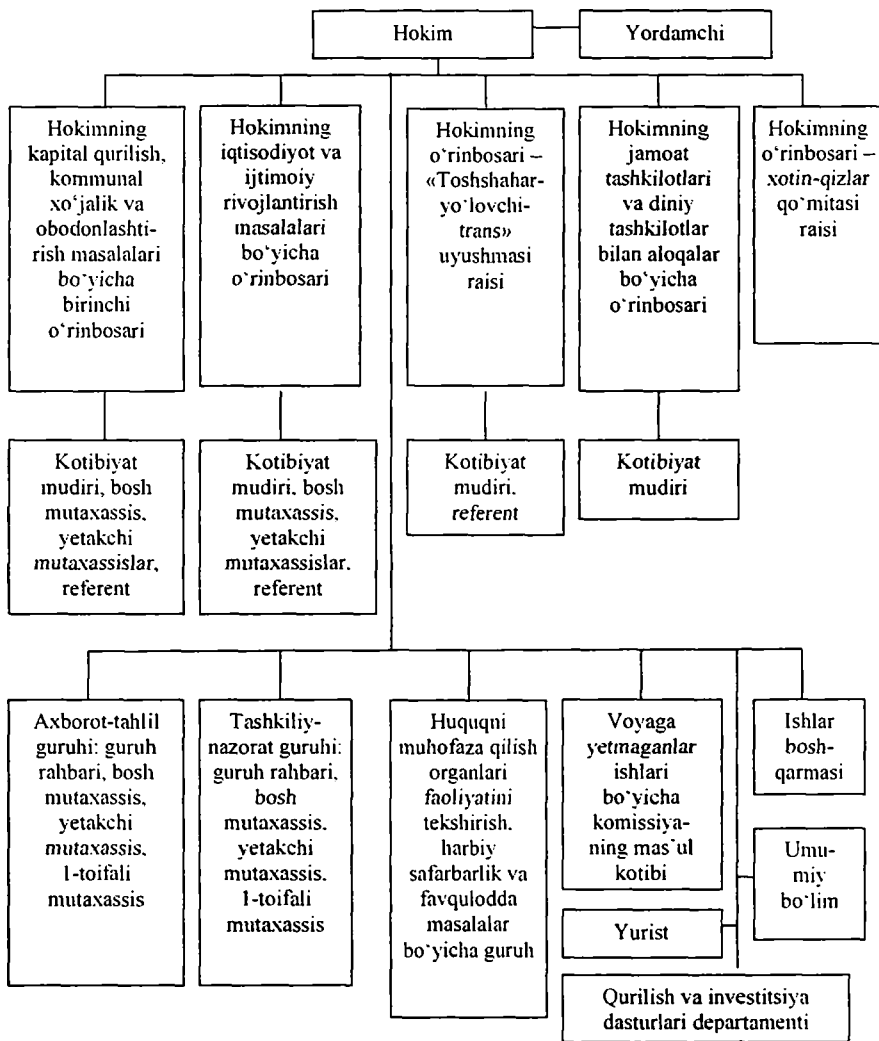 Hokim
Yordamchi
Hokimning
kapital qurilish,
kommunal
xo‘jalik va
obodonlashti-
rish masalalari
bo‘yicha
birinchi
o‘rinbosari
Hokimning
iqtisodiyot va
ijtimoiy
rivojlantirish
masalalari
bo‘yicha
o‘rinbosari
Hokimning
o‘rinbosari –
«Toshshahar-
yo‘lovchi-
trans»
uyushmasi
raisi
Hokimning
jamoat
tashkilotlari
va diniy
tashkilotlar
bilan aloqalar
bo‘yicha
o‘rinbosari
Hokimning
o‘rinbosari –
xotin-qizlar
qo‘mitasi
raisi
Kotibiyat
mudiri, bosh
mutaxassis,
yetakchi
mutaxassislar,
referent
Kotibiyat
mudiri, bosh
mutaxassis,
yetakchi
mutaxassislar,
referent
Kotibiyat
mudiri,
referent
Kotibiyat
mudiri
Axborot-tahlil
guruhi: guruh
rahbari, bosh
mutaxassis,
yetakchi
mutaxassis,
1-toifali
mutaxassis
Tashkiliy-
nazorat guruhi:
guruh rahbari,
bosh
mutaxassis,
yetakchi
mutaxassis,
1-toifali
mutaxassis
Huquqni
muhofaza qilish
organlari
faoliyatini
tekshirish,
harbiy
safarbarlik va
favqulodda
masalalar
bo‘yicha guruh
Voyaga
yetmaganlar
ishlari
bo‘yicha
komissiya-
ning mas’ul
kotibi
Ishlar
bosh-
qarmasi
Umu-
miy
bo‘lim
Yurist
Qurilish va investitsiya
dasturlari departamenti